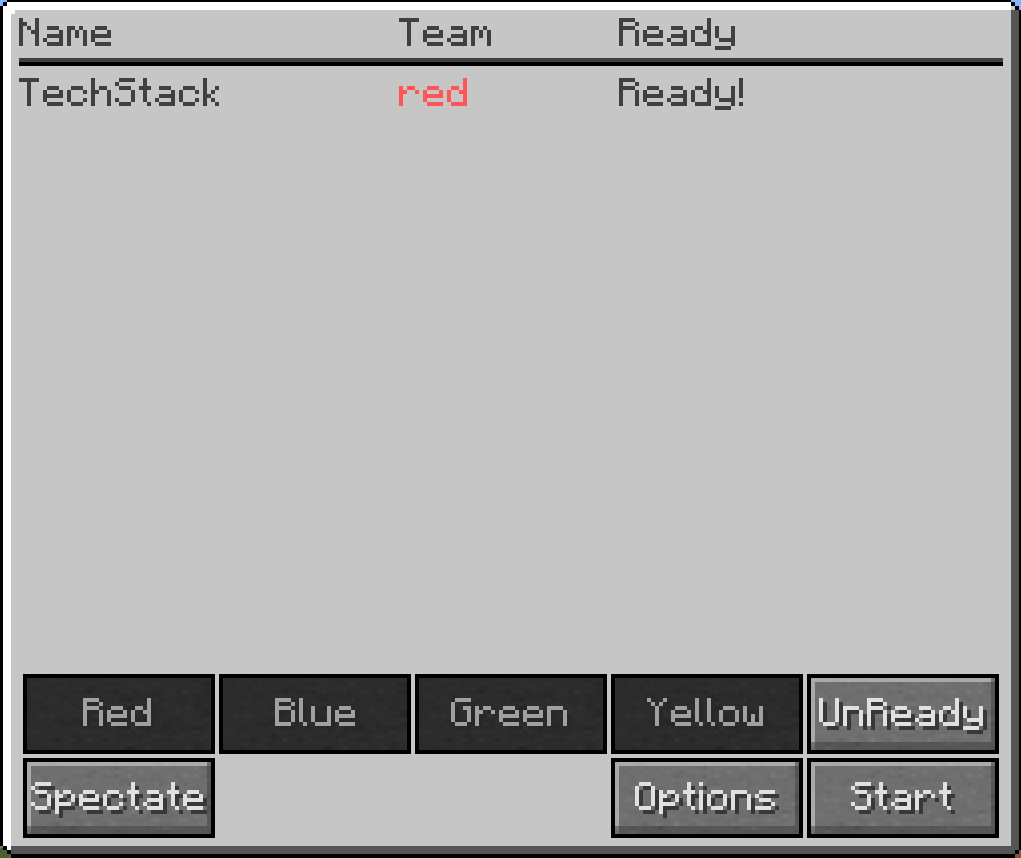 Name Team Ready
TechStack red Ready!
Red Blue Green Yellow UnReady
Spectate Options Start